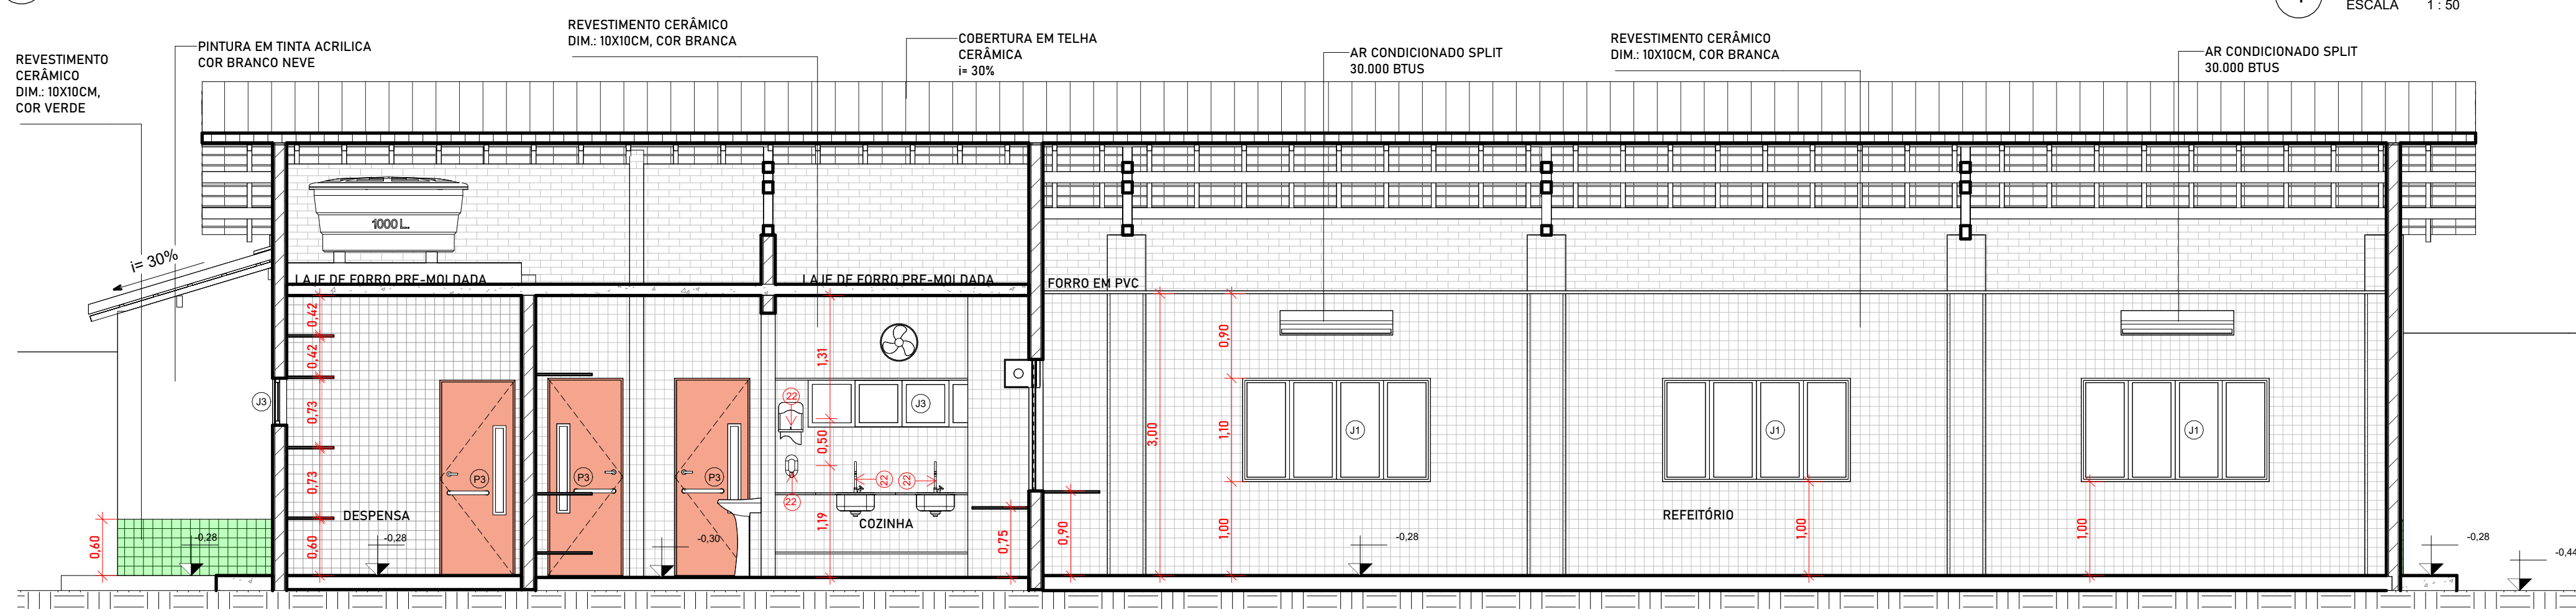 ESCALA 1 : 50
REVESTIMENTO
CERÂMICO
DIM.: 10X10CM,
COR VERDE
PINTURA EM TINTA ACRILICA
COR BRANCO NEVE
REVESTIMENTO CERÂMICO
DIM.: 10X10CM, COR BRANCA
COBERTURA EM TELHA
CERÂMICA
i= 30%
AR CONDICIONADO SPLIT
30.000 BTUS
REVESTIMENTO CERÂMICO
DIM.: 10X10CM, COR BRANCA
AR CONDICIONADO SPLIT
30.000 BTUS
1000 L.
i= 30%
LAJE DE FORRO PRE-MOLDADA
LAJE DE FORRO PRE-MOLDADA
FORRO EM PVC
0,42
0,42
0,73
0,73
0,60
0,60
J3
P3
P3
P3
DESPENSA
-0,28
-0,28
-0,30
1,31
0,50
1,19
22
22
22
22
J3
COZINHA
0,75
0,90
3,00
0,90
1,10
1,00
J1
J1
J1
1,00
1,00
REFEITÓRIO
-0,28
-0,28
-0,44